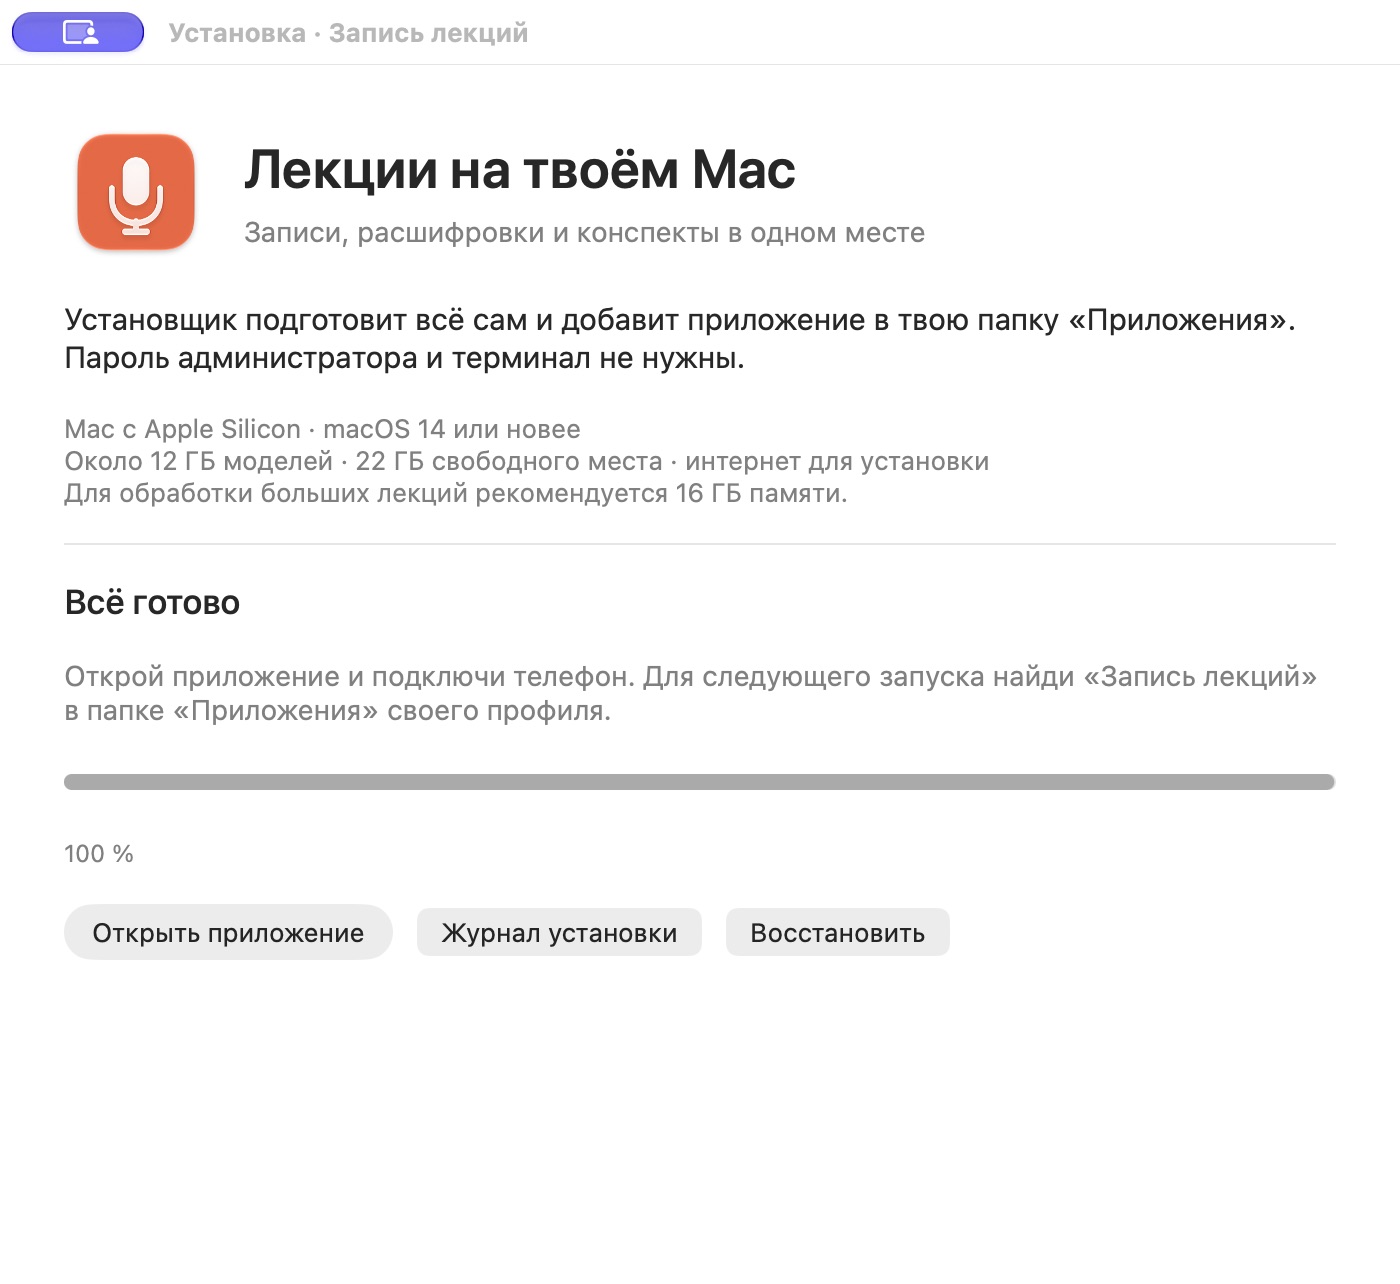 Установка · Запись лекций
Лекции на твоём Mac
Записи, расшифровки и конспекты в одном месте
Установщик подготовит всё сам и добавит приложение в твою папку «Приложения».
Пароль администратора и терминал не нужны.
Mac с Apple Silicon · macOS 14 или новее
Около 12 ГБ моделей · 22 ГБ свободного места · интернет для установки
Для обработки больших лекций рекомендуется 16 ГБ памяти.
Всё готово
Открой приложение и подключи телефон. Для следующего запуска найди «Запись лекций»
в папке «Приложения» своего профиля.
100 %
Открыть приложение
Журнал установки
Восстановить